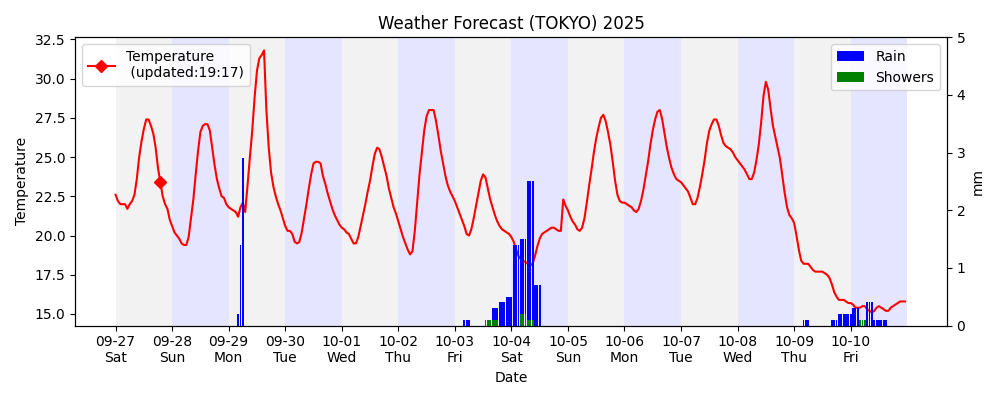 Weather Forecast (TOKYO) 2025
Temperature
(updated:19:17)
Rain
Showers
32.5
30.0
27.5
25.0
22.5
20.0
17.5
15.0
Temperature
5
4
3
2
1
0
mm
09-27 09-28 09-29 09-30 10-01 10-02 10-03 10-04 10-05 10-06 10-07 10-08 10-09 10-10
Sat Sun Mon Tue Wed Thu Fri Sat Sun Mon Tue Wed Thu Fri
Date